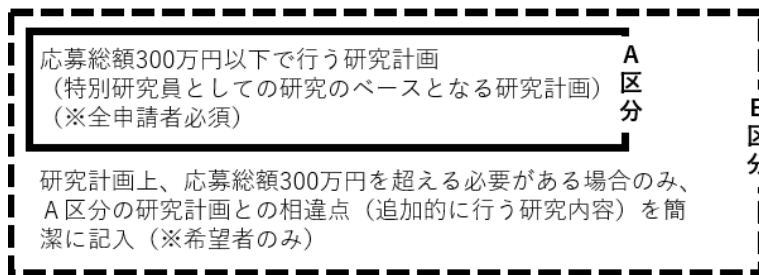 応募総額300万円以下で行う研究計画
（特別研究員としての研究のベースとなる研究計画）
（※全申請者必須）
A
区
分
研究計画上、応募総額300万円を超える必要がある場合のみ、
Ａ区分の研究計画との相違点（追加的に行う研究内容）を簡
潔に記入（※希望者のみ）
区
分